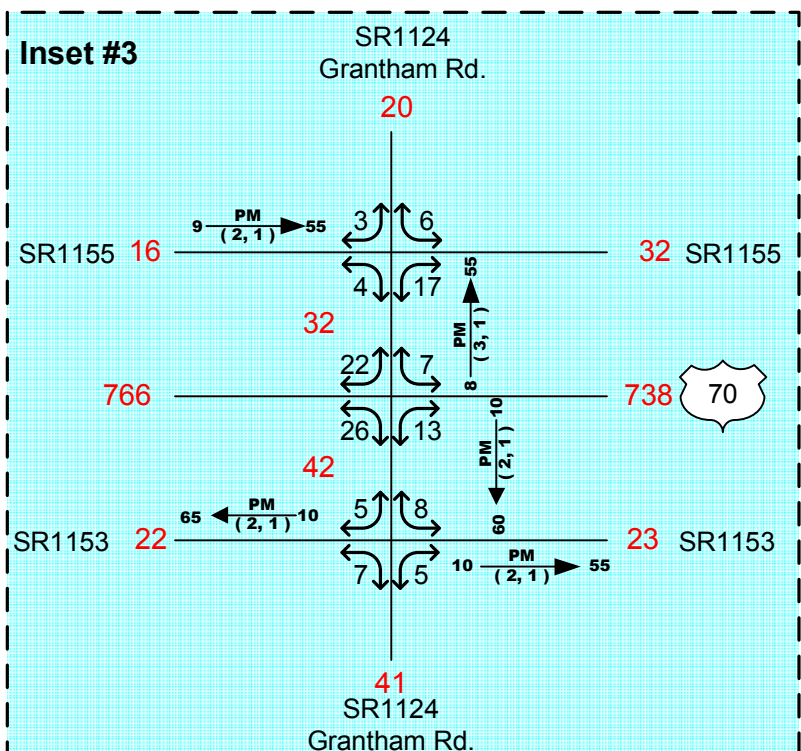 Inset #3
SR1124
Grantham Rd.
20
9 PM 55
( 2, 1 )
3 6
SR1155 16
32 SR1155
4 17
55
PM
( 3, 1 )
8
32
22 7
766
738 70
26 13
10
PM
( 2, 1 )
60
42
65 PM 10
( 2, 1 )
5 8
SR1153 22
23 SR1153
7 5
10 PM 55
( 2, 1 )
41
SR1124
Grantham Rd.